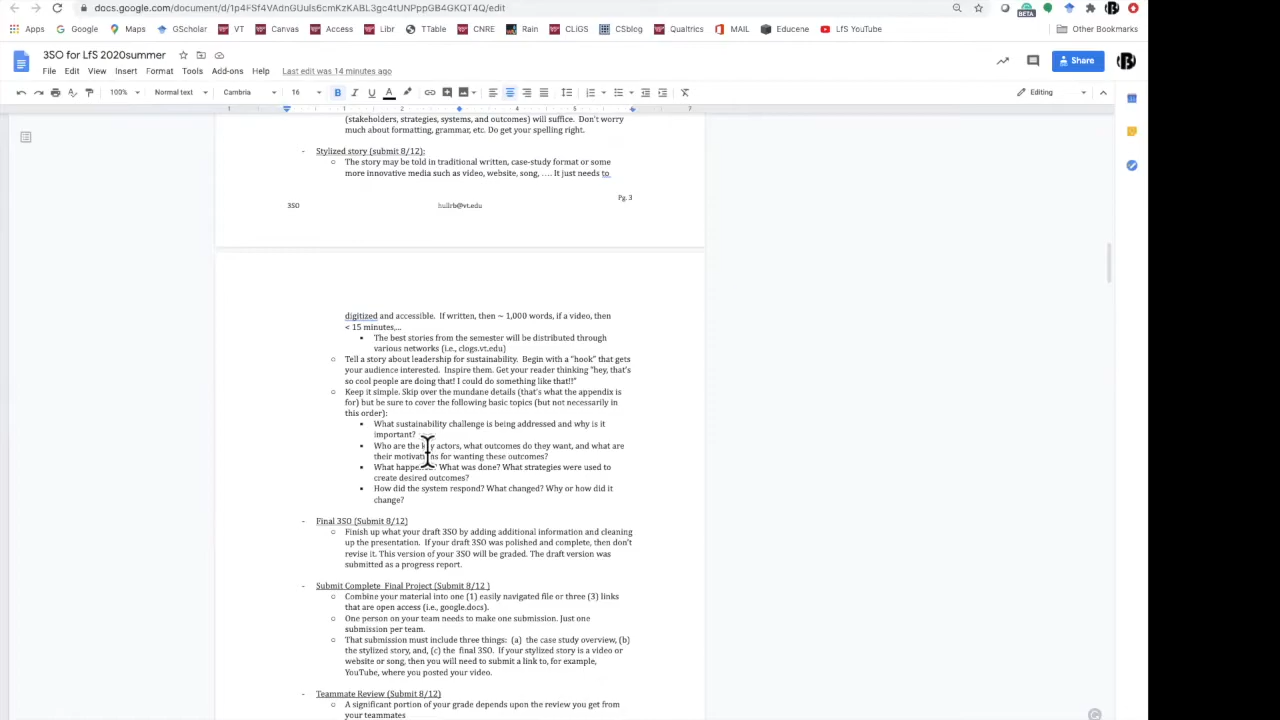 docs.google.com/document/d/1p4FSf4VAdnGUuls6cmKzKABL3gc4tUNPppGB4GKQT4Q/edit
BETA
Apps Google Maps GScholar VT Canvas Access Libr TTable CNRE Rain CLiGS CSblog Qualtrics MAIL Educene LfS YouTube Other Bookmarks
3SO for LfS 2020summer
File Edit View Insert Format Tools Add-ons Help Last edit was 14 minutes ago
Share
100% Normal text Cambria 16 B I U A Editing
1 1 2 4 5 7
(stakeholders, strategies, systems, and outcomes) will suffice. Don't worry
much about formatting, grammar, etc. Do get your spelling right.
- Stylized story (submit 8/12):
○ The story may be told in traditional written, case-study format or some
more innovative media such as video, website, song, .... It just needs to
Pg. 3
3SO hullrb@vt.edu
digitized and accessible. If written, then ~ 1,000 words, if a video, then
< 15 minutes,...
• The best stories from the semester will be distributed through
various networks (i.e., clogs.vt.edu)
○ Tell a story about leadership for sustainability. Begin with a "hook" that gets
your audience interested. Inspire them. Get your reader thinking "hey, that's
so cool people are doing that! I could do something like that!!"
○ Keep it simple. Skip over the mundane details (that's what the appendix is
for) but be sure to cover the following basic topics (but not necessarily in
this order):
• What sustainability challenge is being addressed and why is it
important?
• Who are the key actors, what outcomes do they want, and what are
their motivations for wanting these outcomes?
• What happened? What was done? What strategies were used to
create desired outcomes?
• How did the system respond? What changed? Why or how did it
change?
- Final 3SO (Submit 8/12)
○ Finish up what your draft 3SO by adding additional information and cleaning
up the presentation. If your draft 3SO was polished and complete, then don't
revise it. This version of your 3SO will be graded. The draft version was
submitted as a progress report.
- Submit Complete Final Project (Submit 8/12 )
○ Combine your material into one (1) easily navigated file or three (3) links
that are open access (i.e., google.docs).
○ One person on your team needs to make one submission. Just one
submission per team.
○ That submission must include three things: (a) the case study overview, (b)
the stylized story, and, (c) the final 3SO. If your stylized story is a video or
website or song, then you will need to submit a link to, for example,
YouTube, where you posted your video.
- Teammate Review (Submit 8/12)
○ A significant portion of your grade depends upon the review you get from
your teammates